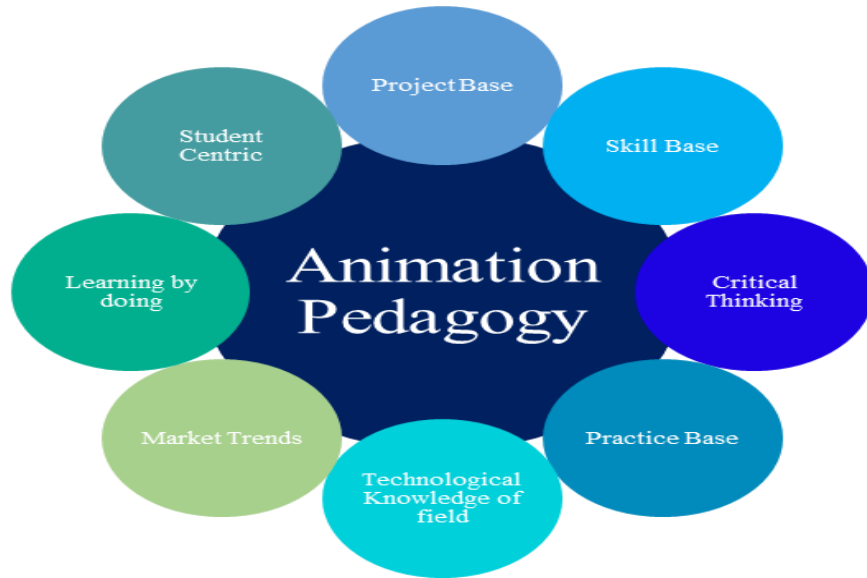 Project Base
Student
Centric
Skill Base
Animation
Pedagogy
Learning by
doing
Critical
Thinking
Market Trends
Practice Base
Technological
Knowledge of
field